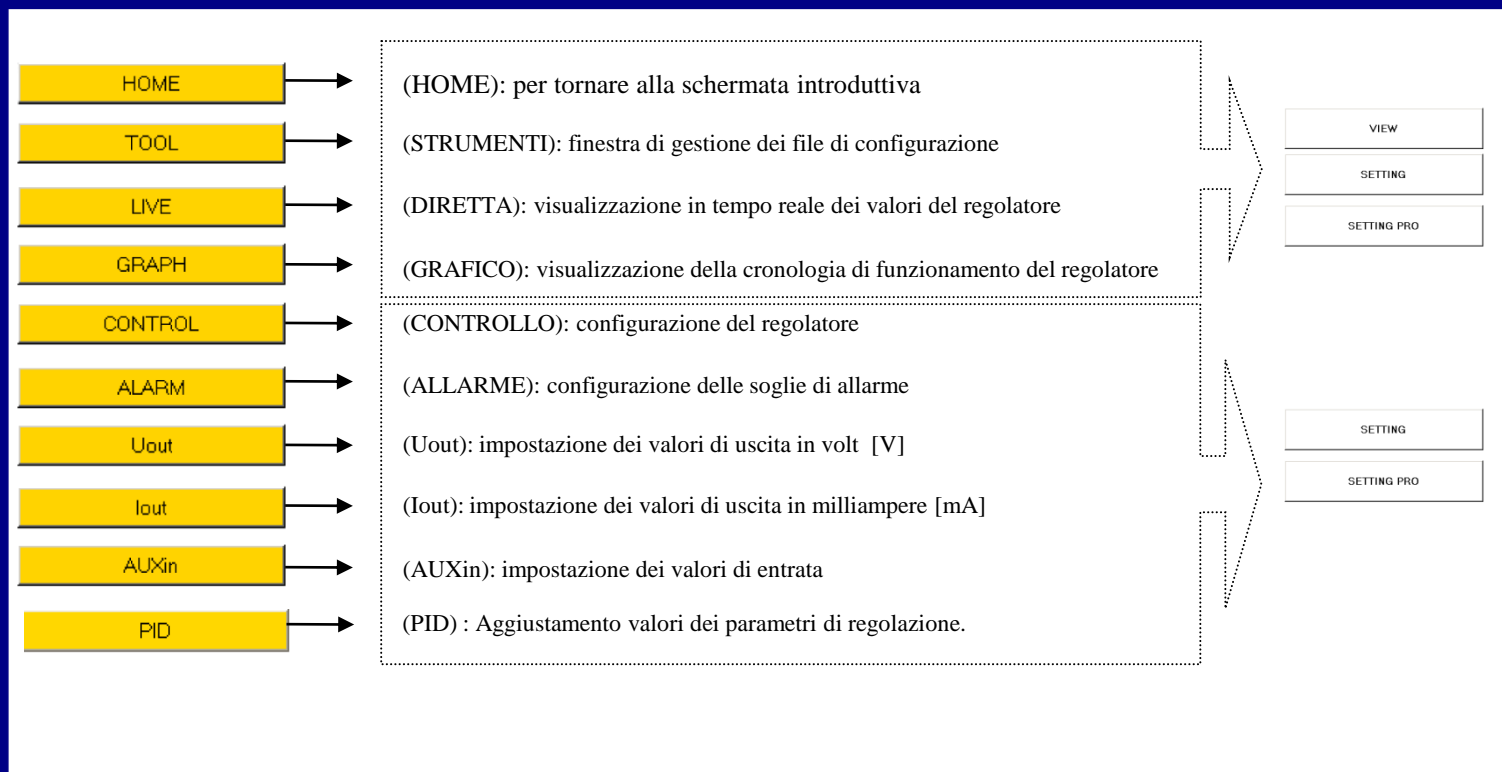 HOME
(HOME): per tornare alla schermata introduttiva
TOOL
(STRUMENTI): finestra di gestione dei file di configurazione
LIVE
(DIRETTA): visualizzazione in tempo reale dei valori del regolatore
GRAPH
(GRAFICO): visualizzazione della cronologia di funzionamento del regolatore
VIEW
SETTING
SETTING PRO
CONTROL
(CONTROLLO): configurazione del regolatore
ALARM
(ALLARME): configurazione delle soglie di allarme
Uout
(Uout): impostazione dei valori di uscita in volt [V]
Iout
(Iout): impostazione dei valori di uscita in milliampere [mA]
AUXin
(AUXin): impostazione dei valori di entrata
PID
(PID) : Aggiustamento valori dei parametri di regolazione.
SETTING
SETTING PRO